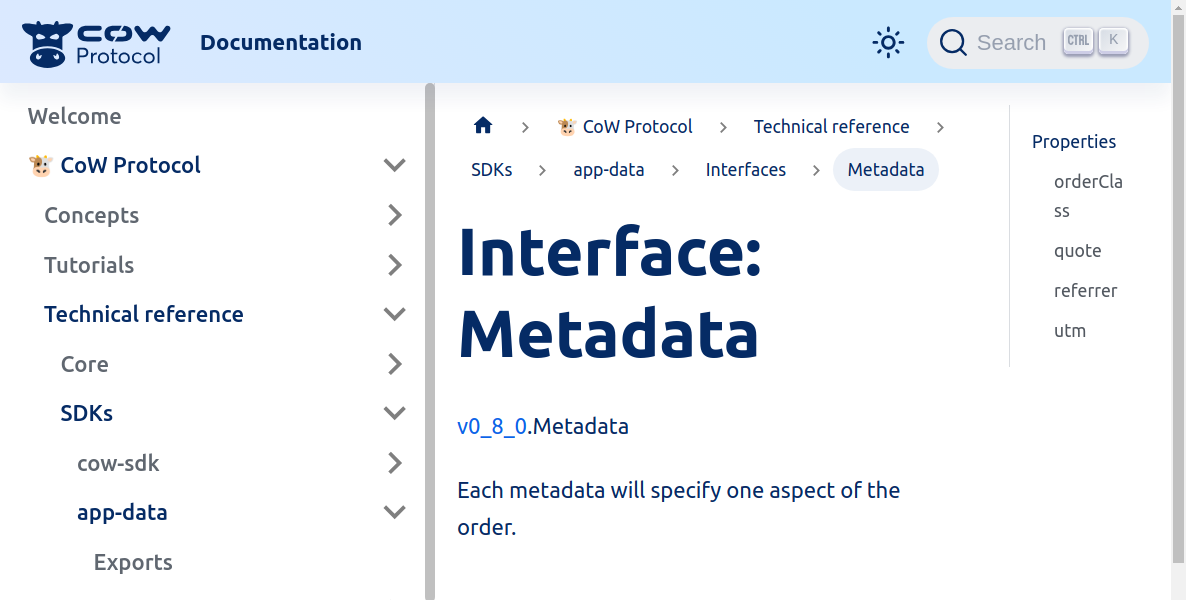 COW Protocol
Documentation
Search CTRL K
Welcome
CoW Protocol
Concepts
Tutorials
Technical reference
Core
SDKs
cow-sdk
app-data
Exports
CoW Protocol
Technical reference
SDKs
app-data
Interfaces
Metadata
Interface:
Metadata
v0_8_0.Metadata
Each metadata will specify one aspect of the
order.
Properties
orderCla
ss
quote
referrer
utm